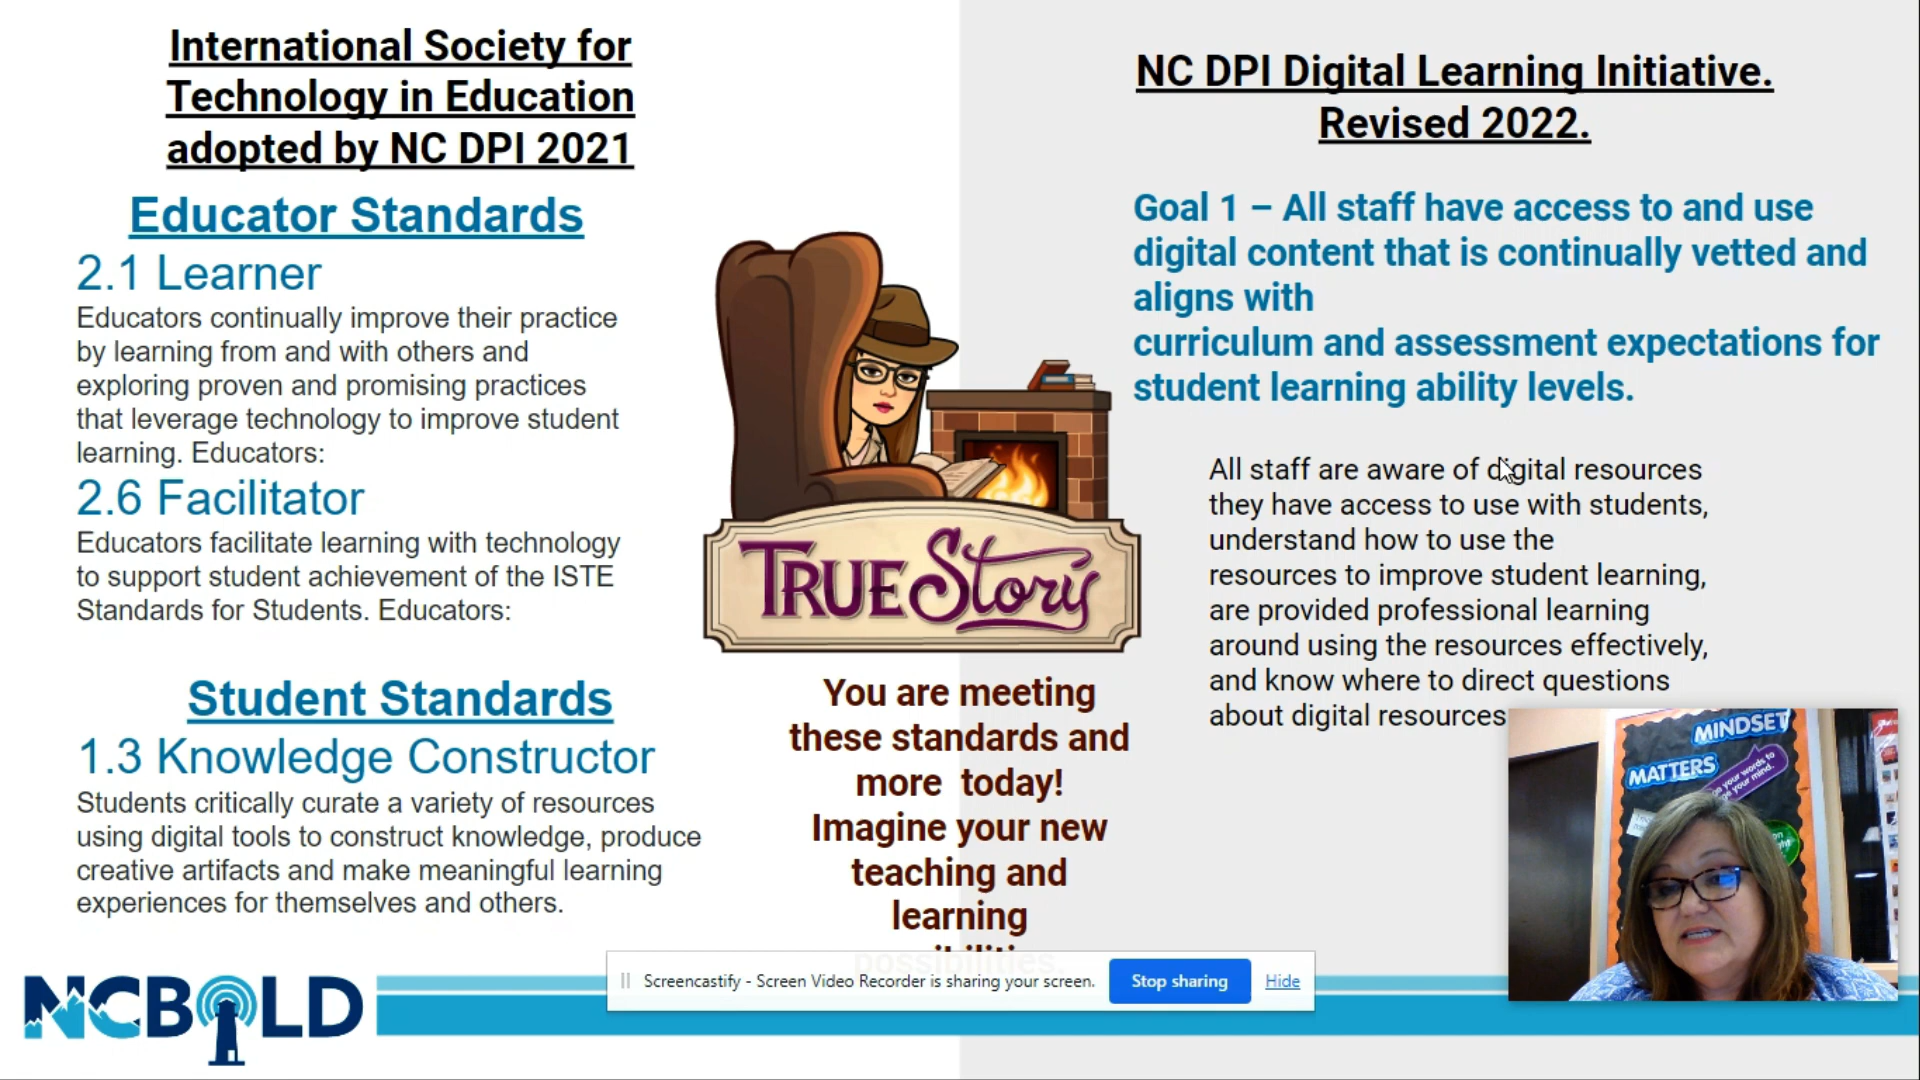 International Society for
Technology in Education
adopted by NC DPI 2021
Educator Standards
2.1 Learner
Educators continually improve their practice
by learning from and with others and
exploring proven and promising practices
that leverage technology to improve student
learning. Educators:
2.6 Facilitator
Educators facilitate learning with technology
to support student achievement of the ISTE
Standards for Students. Educators:
Student Standards
1.3 Knowledge Constructor
Students critically curate a variety of resources
using digital tools to construct knowledge, produce
creative artifacts and make meaningful learning
experiences for themselves and others.
NCBOLD
TRUE Story
You are meeting
these standards and
more today!
Imagine your new
teaching and
learning
possibilities.
NC DPI Digital Learning Initiative.
Revised 2022.
Goal 1 – All staff have access to and use
digital content that is continually vetted and
aligns with
curriculum and assessment expectations for
student learning ability levels.
All staff are aware of digital resources
they have access to use with students,
understand how to use the
resources to improve student learning,
are provided professional learning
around using the resources effectively,
and know where to direct questions
about digital resources
MINDSET
MATTERS
your words to
your mind.
Screencastify - Screen Video Recorder is sharing your screen.
Stop sharing
Hide